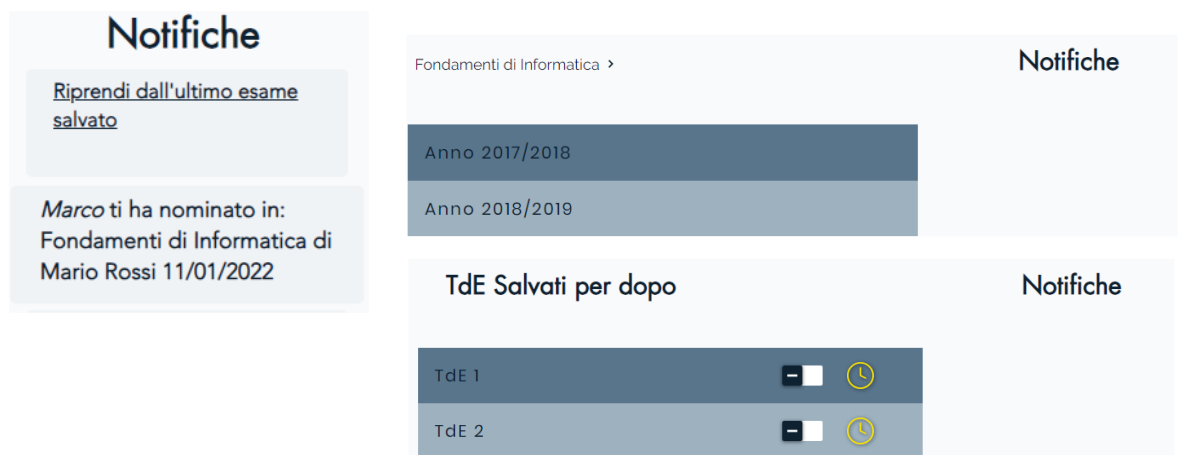 Notifiche
Riprendi dall'ultimo esame
salvato
Marco ti ha nominato in:
Fondamenti di Informatica di
Mario Rossi 11/01/2022
Fondamenti di Informatica >
Notifiche
Anno 2017/2018
Anno 2018/2019
TdE Salvati per dopo
Notifiche
TdE 1
TdE 2